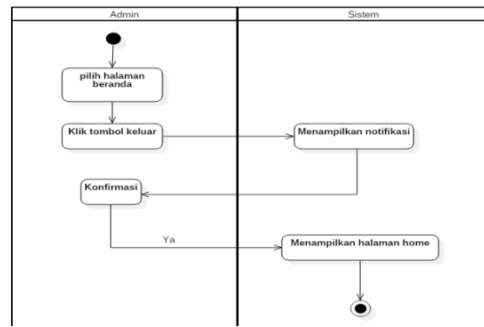 Admin
Sistem
pilih halaman
beranda
Klik tombol keluar
Menampilkan notifikasi
Konfirmasi
Ya
Menampilkan halaman home